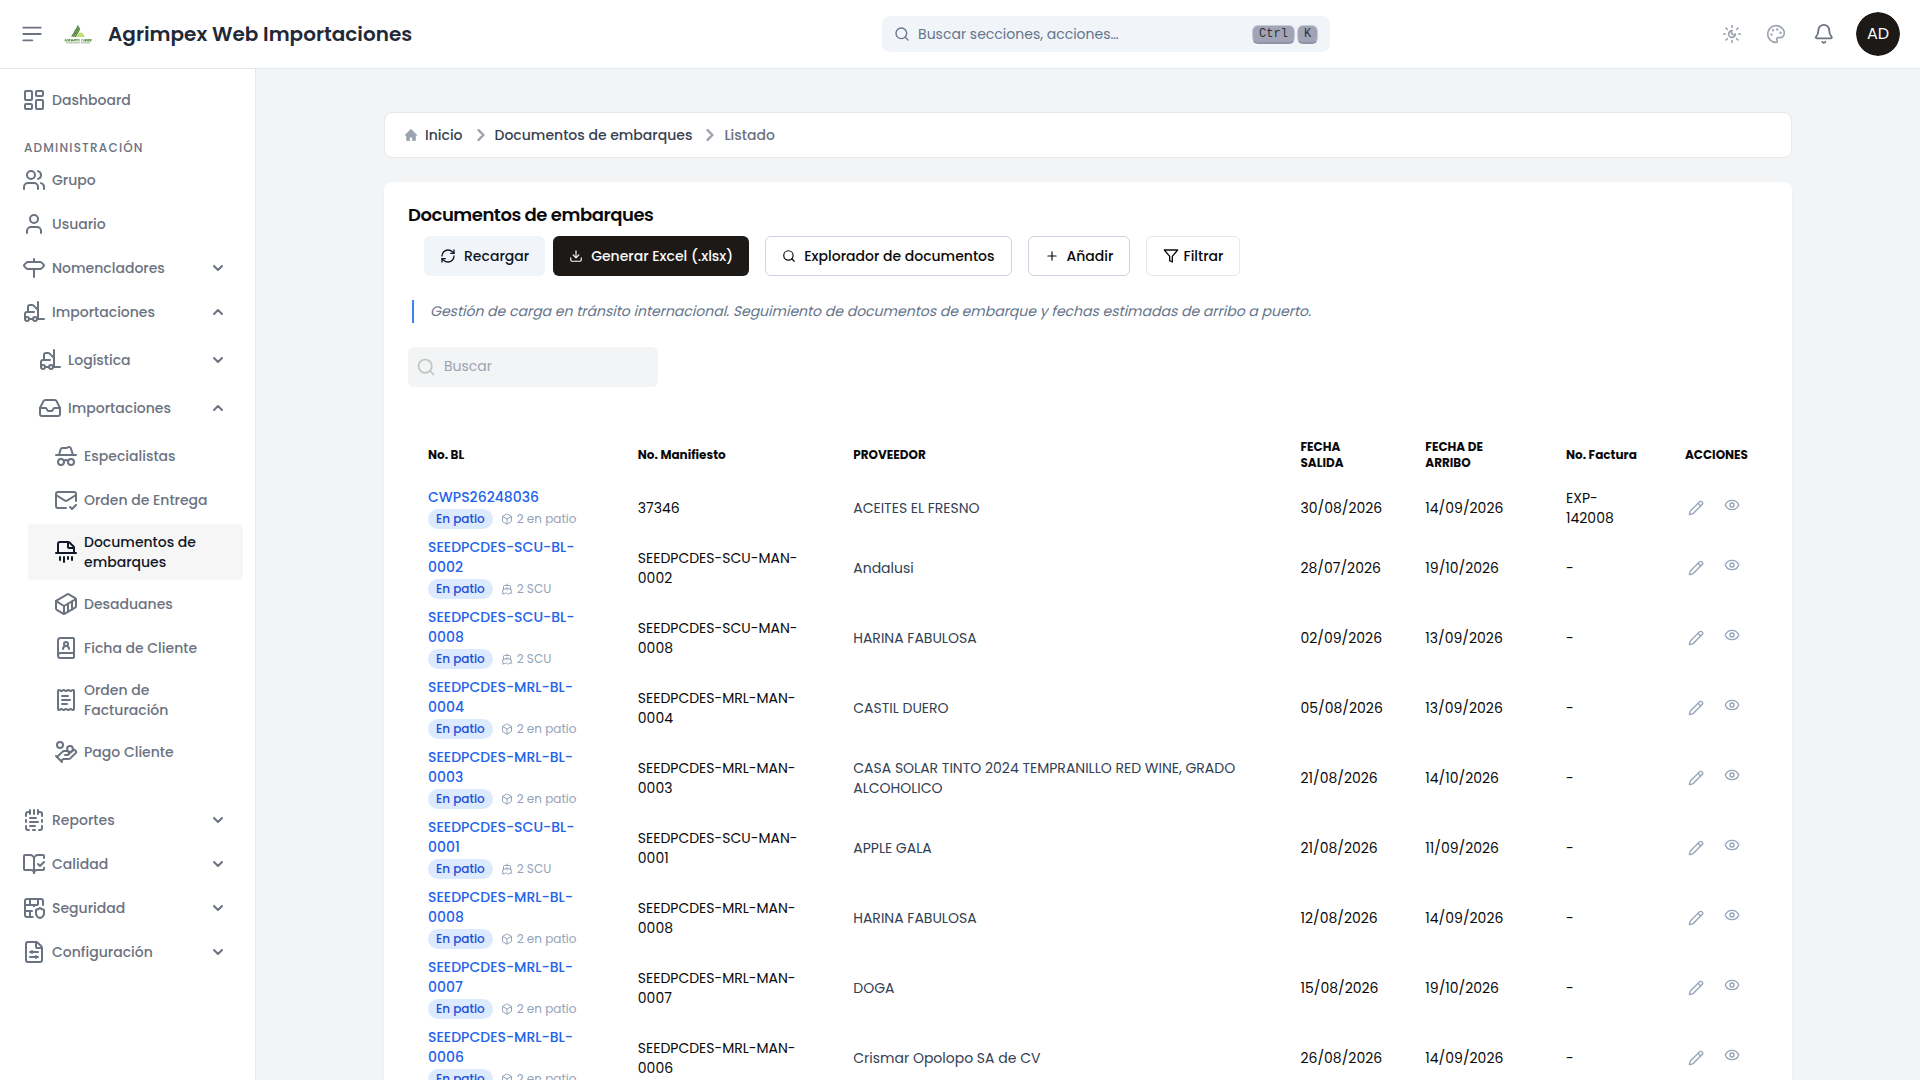 Agrimpex Web Importaciones
Buscar secciones, acciones...
Ctrl K
AD
Dashboard
ADMINISTRACIÓN
Grupo
Usuario
Nomencladores
Importaciones
Logística
Importaciones
Especialistas
Orden de Entrega
Documentos de
embarques
Desaduanes
Ficha de Cliente
Orden de
Facturación
Pago Cliente
Reportes
Calidad
Seguridad
Configuración
Inicio > Documentos de embarques > Listado
Documentos de embarques
Recargar
Generar Excel (.xlsx)
Explorador de documentos
Añadir
Filtrar
Gestión de carga en tránsito internacional. Seguimiento de documentos de embarque y fechas estimadas de arribo a puerto.
Buscar
No. BL No. Manifiesto PROVEEDOR FECHA SALIDA FECHA DE ARRIBO No. Factura ACCIONES
CWPS26248036
En patio 2 en patio
37346 ACEITES EL FRESNO 30/08/2026 14/09/2026
EXP-
142008
SEEDPCDES-SCU-BL-
0002
En patio 2 SCU
SEEDPCDES-SCU-MAN-
0002
Andalusi 28/07/2026 19/10/2026 -
SEEDPCDES-SCU-BL-
0008
En patio 2 SCU
SEEDPCDES-SCU-MAN-
0008
HARINA FABULOSA 02/09/2026 13/09/2026 -
SEEDPCDES-MRL-BL-
0004
En patio 2 en patio
SEEDPCDES-MRL-MAN-
0004
CASTIL DUERO 05/08/2026 13/09/2026 -
SEEDPCDES-MRL-BL-
0003
En patio 2 en patio
SEEDPCDES-MRL-MAN-
0003
CASA SOLAR TINTO 2024 TEMPRANILLO RED WINE, GRADO
ALCOHOLICO
21/08/2026 14/10/2026 -
SEEDPCDES-SCU-BL-
0001
En patio 2 SCU
SEEDPCDES-SCU-MAN-
0001
APPLE GALA 21/08/2026 11/09/2026 -
SEEDPCDES-MRL-BL-
0008
En patio 2 en patio
SEEDPCDES-MRL-MAN-
0008
HARINA FABULOSA 12/08/2026 14/09/2026 -
SEEDPCDES-MRL-BL-
0007
En patio 2 en patio
SEEDPCDES-MRL-MAN-
0007
DOGA 15/08/2026 19/10/2026 -
SEEDPCDES-MRL-BL-
0006
En patio 2 en patio
SEEDPCDES-MRL-MAN-
0006
Crismar Opolopo SA de CV 26/08/2026 14/09/2026 -